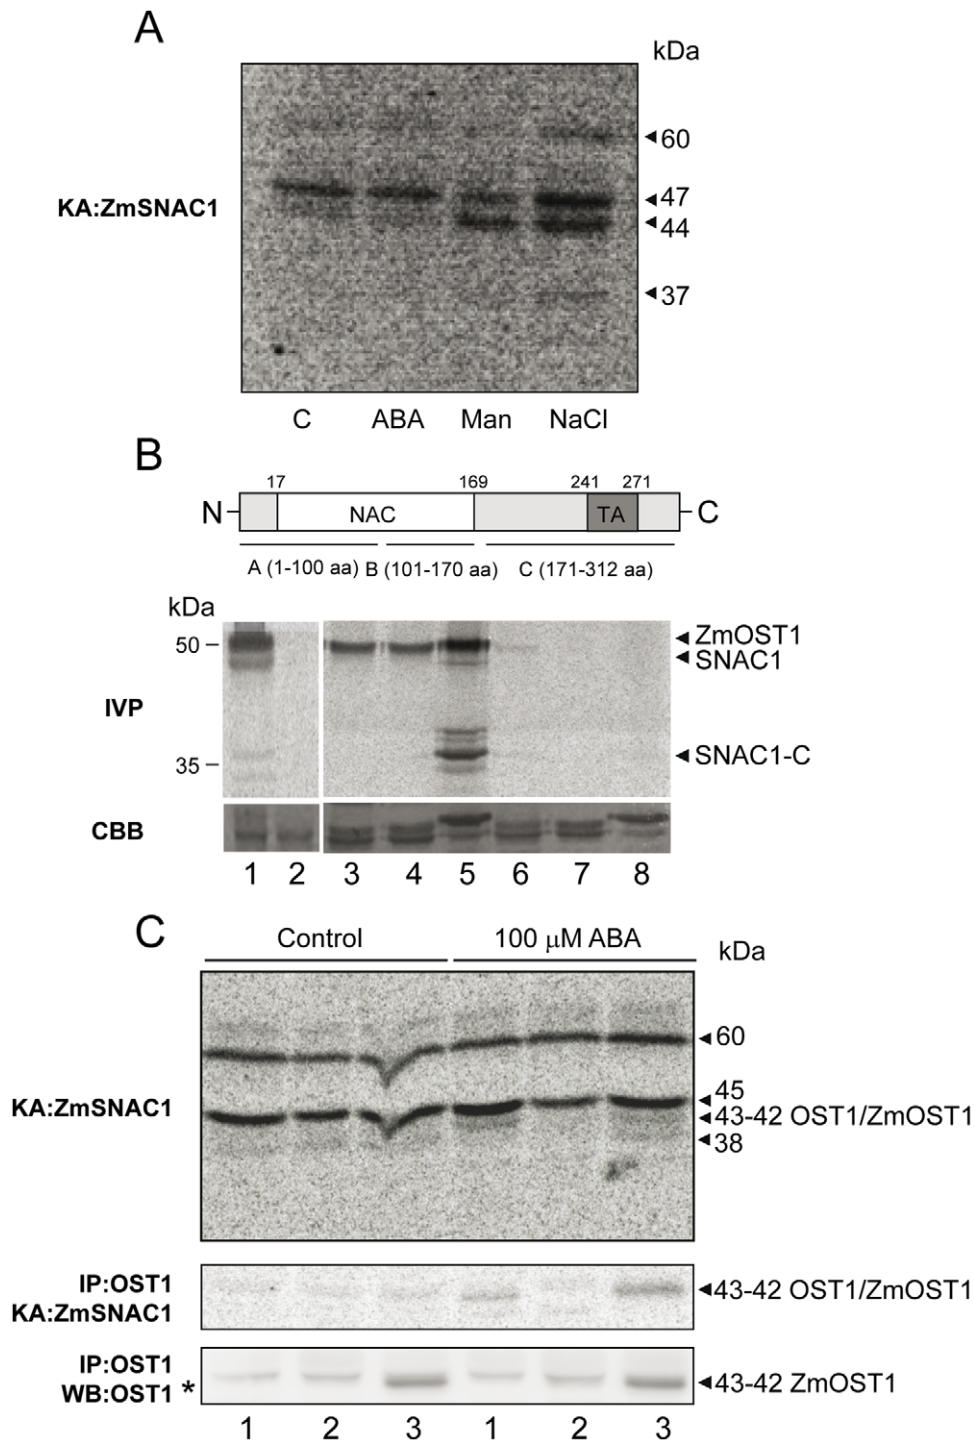 A
kDa
KA:ZmSNAC1
◄60
◄47
◄44
◄37
C ABA Man NaCl
B
17 169 241 271
N NAC TA C
A (1-100 aa) B (101-170 aa) C (171-312 aa)
kDa
50
35
IVP
◄ZmOST1
◄SNAC1
◄SNAC1-C
CBB
1 2 3 4 5 6 7 8
C
Control 100 μM ABA
kDa
KA:ZmSNAC1
◄60
◄45
◄43-42 OST1/ZmOST1
◄38
IP:OST1
KA:ZmSNAC1
◄43-42 OST1/ZmOST1
IP:OST1
WB:OST1 *
◄43-42 ZmOST1
1 2 3 1 2 3